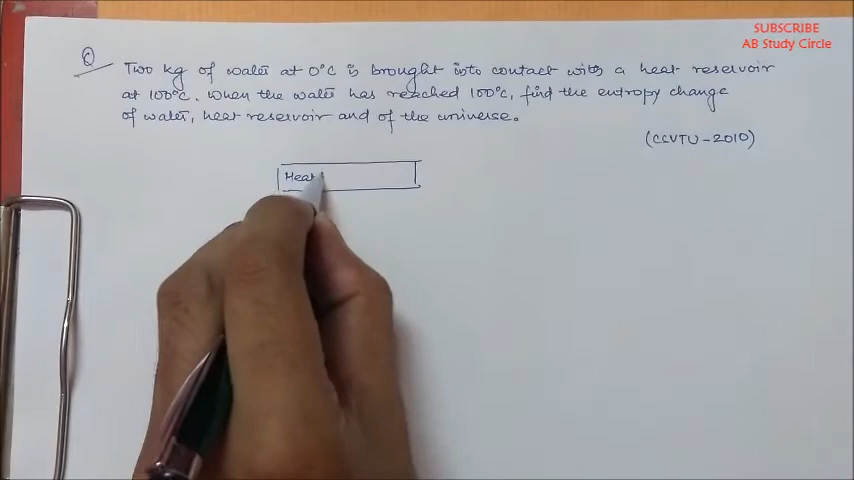 SUBSCRIBE
AB Study Circle
Q
Two kg of water at 0°C is brought into contact with a heat reservoir
at 100°C. When the water has reached 100°C, find the entropy change
of water, heat reservoir and of the universe.
(CCVTU-2010)
Heat